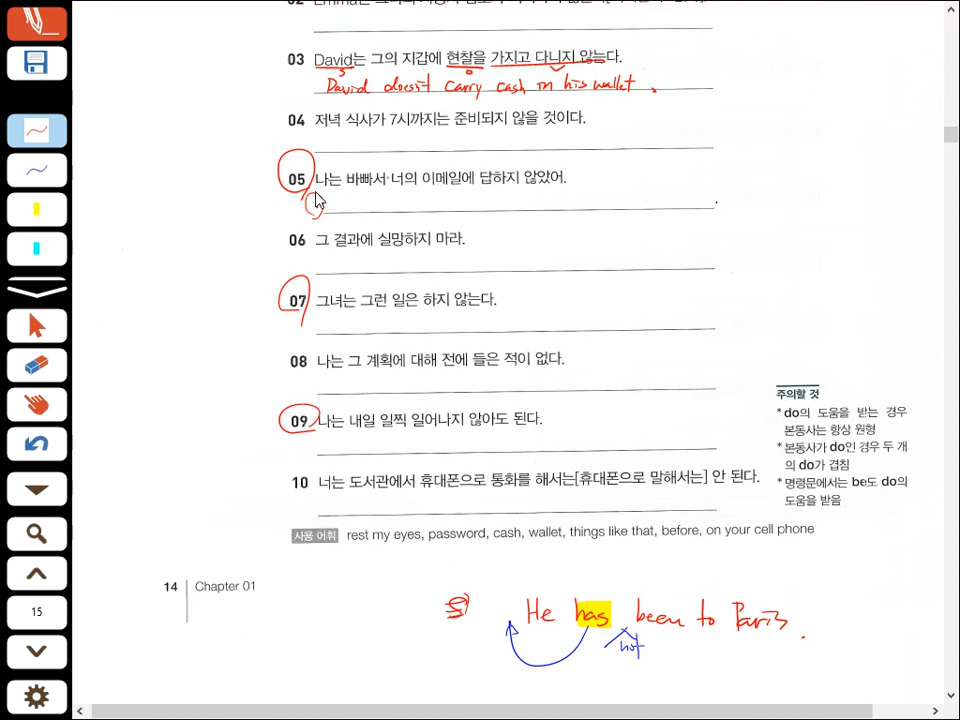 02
03 David는 그의 지갑에 현찰을 가지고 다니지 않는다.
David doesn't carry cash in his wallet.
04 저녁 식사가 7시까지는 준비되지 않을 것이다.
05 나는 바빠서 너의 이메일에 답하지 않았어.
.
06 그 결과에 실망하지 마라.
07 그녀는 그런 일은 하지 않는다.
08 나는 그 계획에 대해 전에 들은 적이 없다.
09 나는 내일 일찍 일어나지 않아도 된다.
10 너는 도서관에서 휴대폰으로 통화를 해서는[휴대폰으로 말해서는] 안 된다.
주의할 것
* do의 도움을 받는 경우
본동사는 항상 원형
* 본동사가 do인 경우 두 개
의 do가 겹침
* 명령문에서는 be도 do의
도움을 받음
사용 어휘 rest my eyes, password, cash, wallet, things like that, before, on your cell phone
14 Chapter 01
He has been to Paris.
not
15